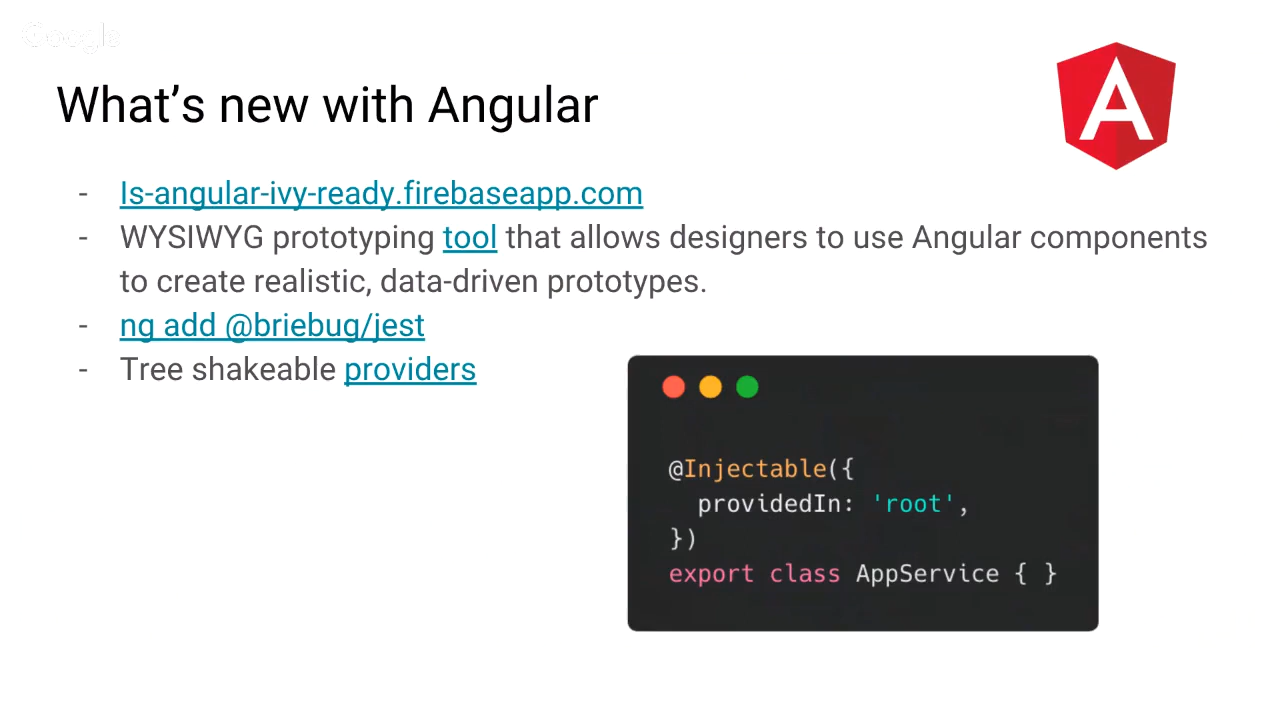 Google
What’s new with Angular
- Is-angular-ivy-ready.firebaseapp.com
- WYSIWYG prototyping tool that allows designers to use Angular components
to create realistic, data-driven prototypes.
- ng add @briebug/jest
- Tree shakeable providers
@Injectable({
  providedIn: 'root',
})
export class AppService { }